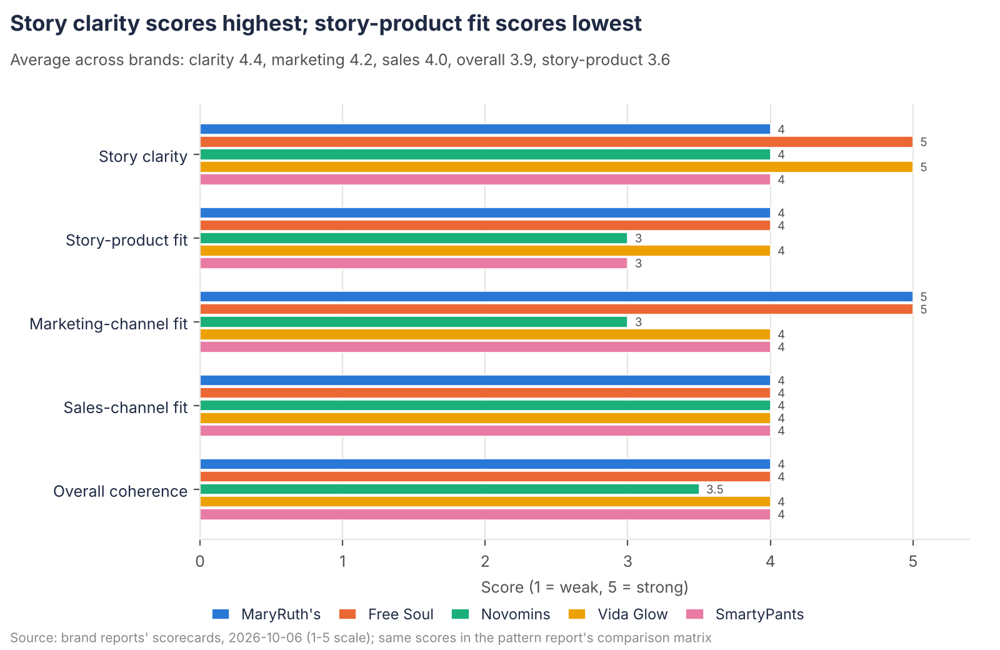 Story clarity scores highest; story-product fit scores lowest
Average across brands: clarity 4.4, marketing 4.2, sales 4.0, overall 3.9, story-product 3.6
Story clarity
4
5
4
5
4
Story-product fit
4
4
3
4
3
Marketing-channel fit
5
5
3
4
4
Sales-channel fit
4
4
4
4
4
Overall coherence
4
4
3.5
4
4
0 1 2 3 4 5
Score (1 = weak, 5 = strong)
MaryRuth's Free Soul Novomins Vida Glow SmartyPants
Source: brand reports' scorecards, 2026-10-06 (1-5 scale); same scores in the pattern report's comparison matrix